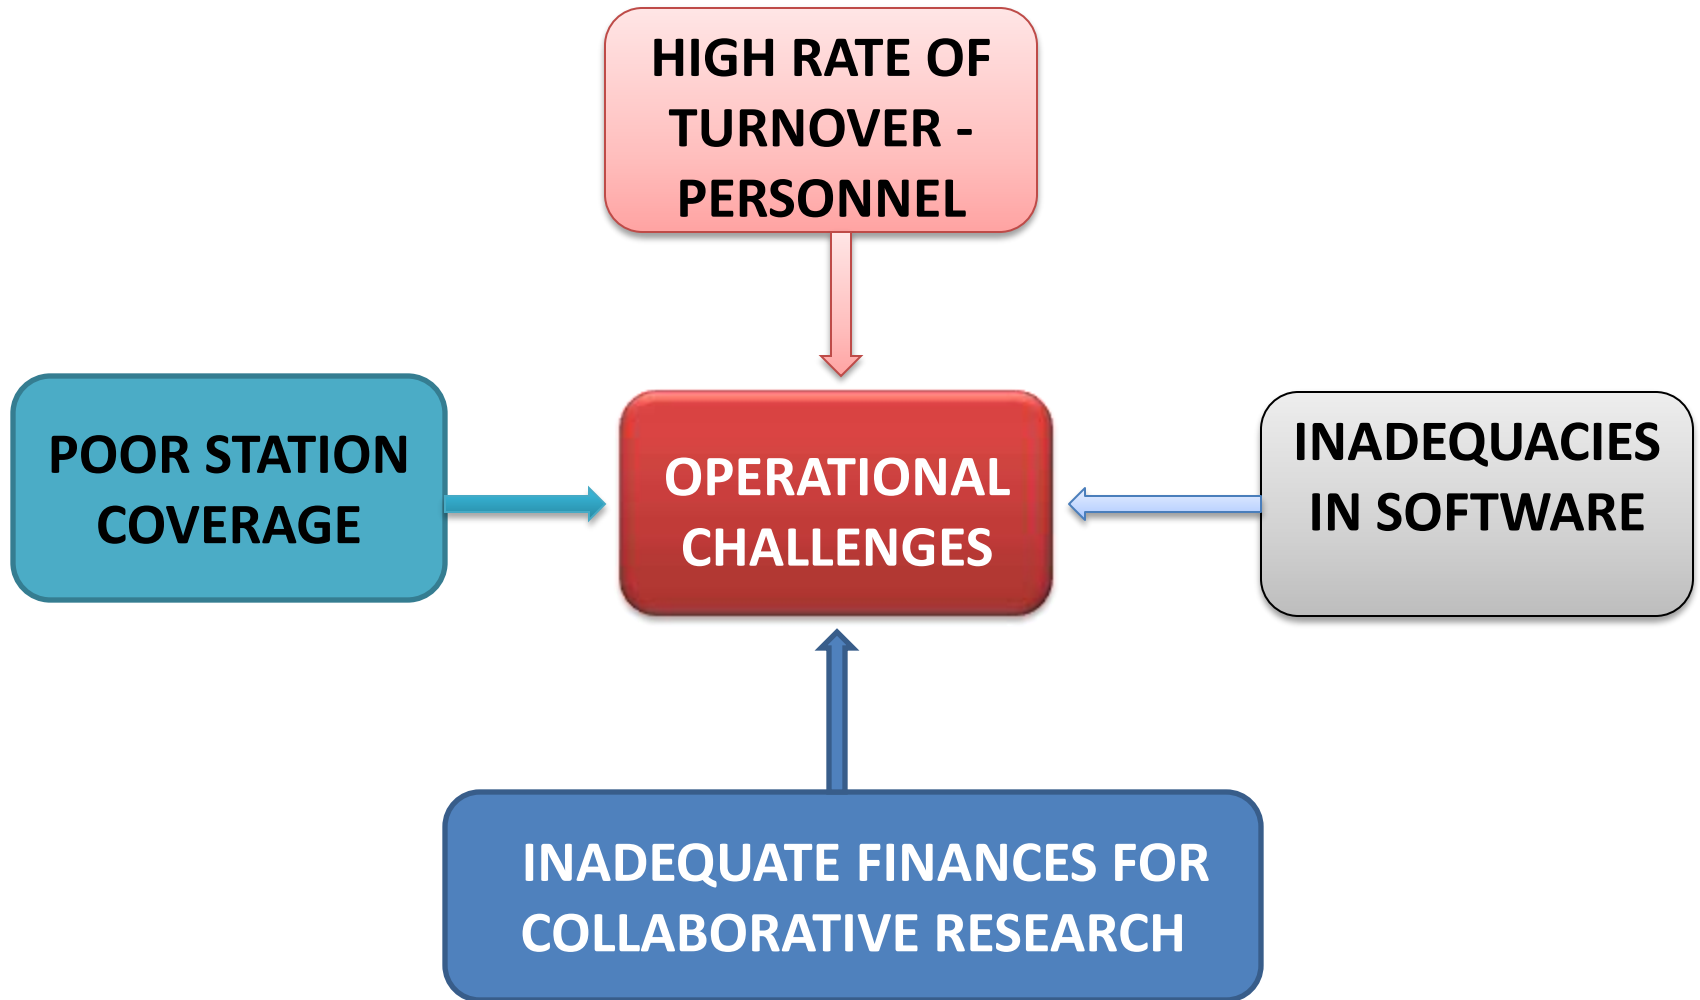 HIGH RATE OF
TURNOVER -
PERSONNEL
POOR STATION
COVERAGE
OPERATIONAL
CHALLENGES
INADEQUACIES
IN SOFTWARE
INADEQUATE FINANCES FOR
COLLABORATIVE RESEARCH